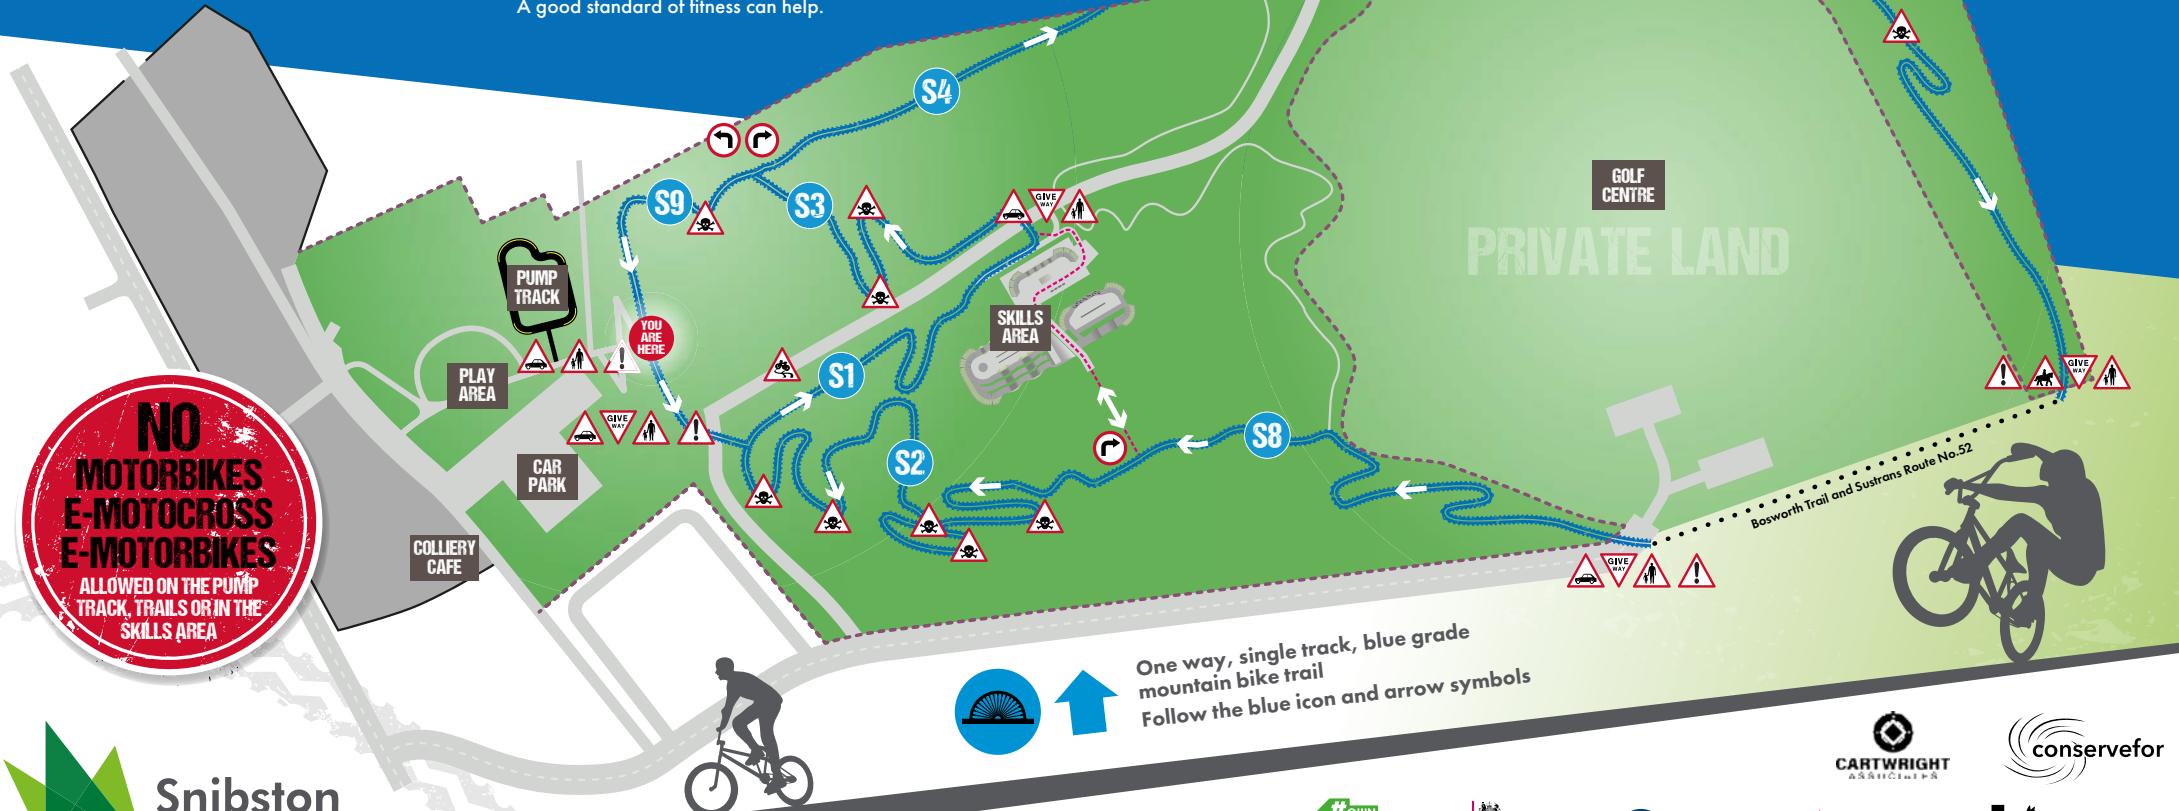 A good standard of fitness can help.
S4
S9
S3
GIVE
WAY
GOLF
CENTRE
PRIVATE LAND
PUMP
TRACK
YOU
ARE
HERE
SKILLS
AREA
PLAY
AREA
S1
GIVE
WAY
GIVE
WAY
S8
S2
CAR
PARK
COLLIERY
CAFE
NO
MOTORBIKES
E-MOTOCROSS
E-MOTORBIKES
ALLOWED ON THE PUMP
TRACK, TRAILS OR IN THE
SKILLS AREA
Bosworth Trail and Sustrans Route No.52
GIVE
WAY
One way, single track, blue grade
mountain bike trail
Follow the blue icon and arrow symbols
Snibston
CARTWRIGHT
ASSOCIATES
conservefor
#OWN